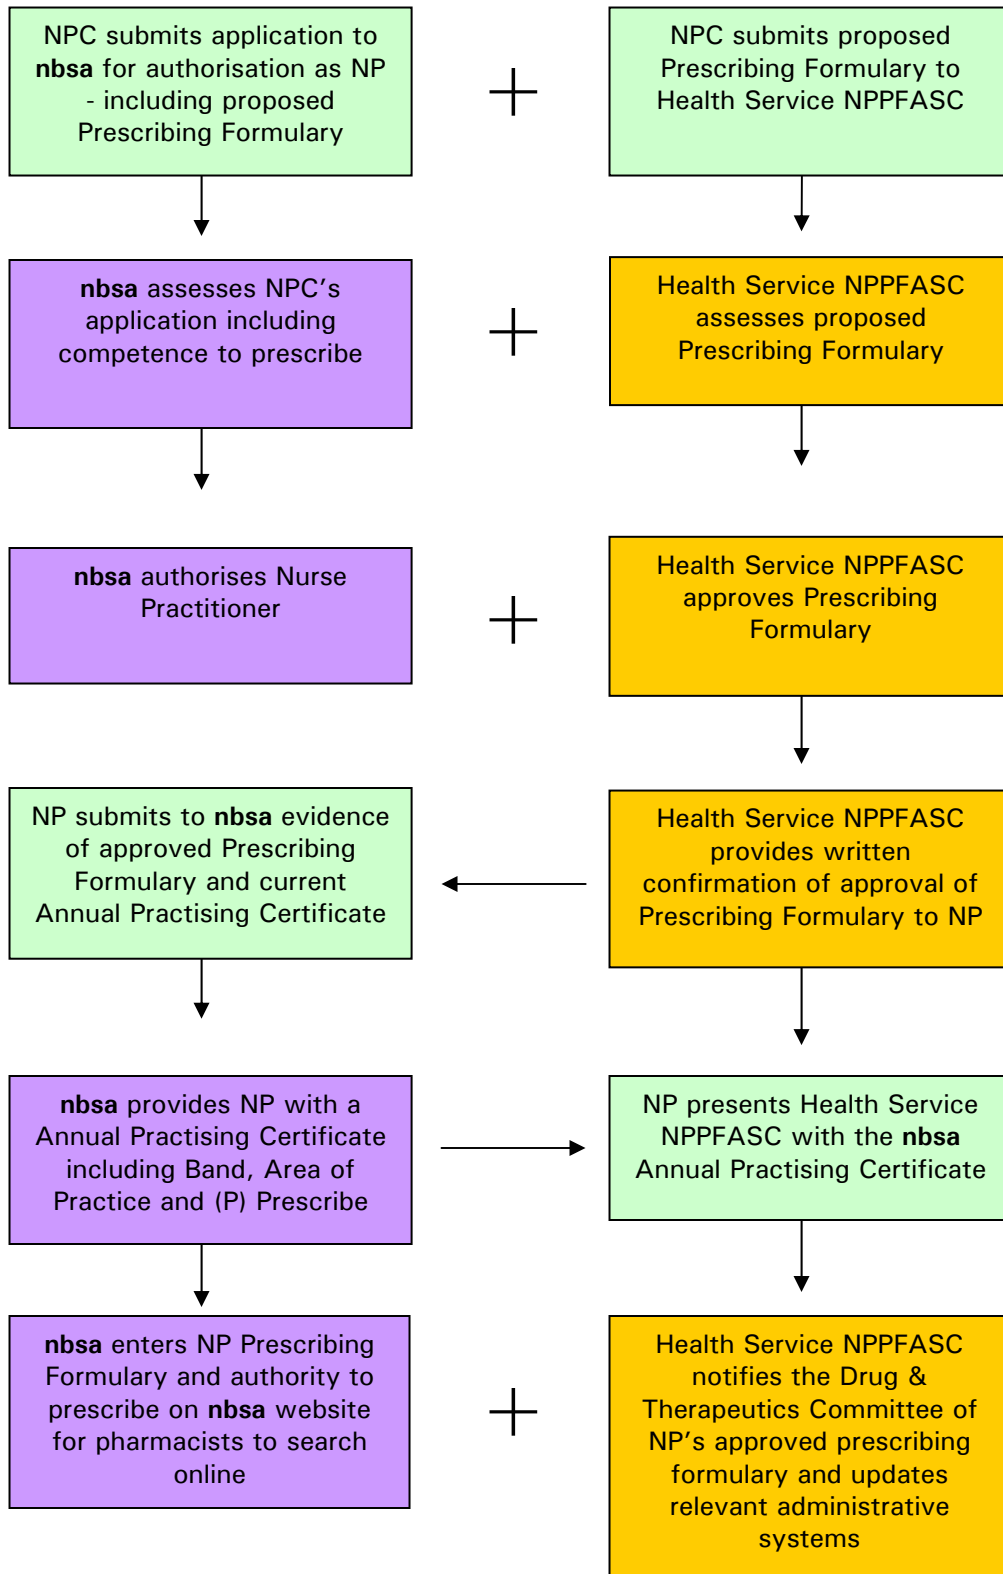 NPC submits application to
nbsa for authorisation as NP
- including proposed
Prescribing Formulary
+
NPC submits proposed
Prescribing Formulary to
Health Service NPPFASC
nbsa assesses NPC's
application including
competence to prescribe
+
Health Service NPPFASC
assesses proposed
Prescribing Formulary
nbsa authorises Nurse
Practitioner
+
Health Service NPPFASC
approves Prescribing
Formulary
NP submits to nbsa evidence
of approved Prescribing
Formulary and current
Annual Practising Certificate
Health Service NPPFASC
provides written
confirmation of approval of
Prescribing Formulary to NP
nbsa provides NP with a
Annual Practising Certificate
including Band, Area of
Practice and (P) Prescribe
NP presents Health Service
NPPFASC with the nbsa
Annual Practising Certificate
nbsa enters NP Prescribing
Formulary and authority to
prescribe on nbsa website
for pharmacists to search
online
+
Health Service NPPFASC
notifies the Drug &
Therapeutics Committee of
NP's approved prescribing
formulary and updates
relevant administrative
systems